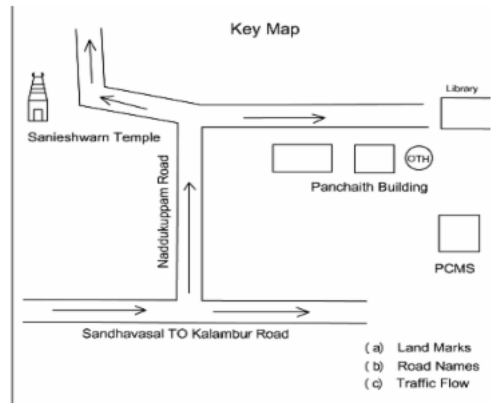 Key Map
Library
Sanieshwarn Temple
OTH
Panchaith Building
Naddukuppam Road
PCMS
Sandhavasal TO Kalambur Road
(a) Land Marks
(b) Road Names
(c) Traffic Flow